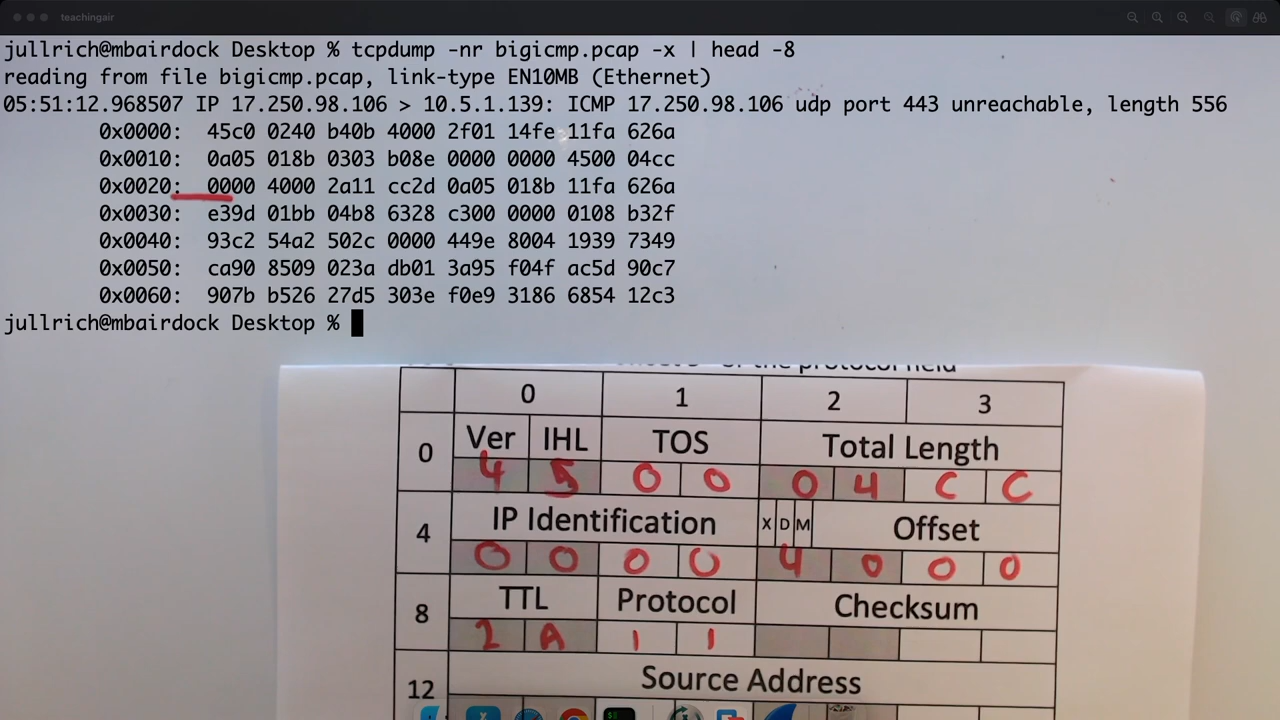 teachingair
jullrich@mbairdock Desktop % tcpdump -nr bigicmp.pcap -x | head -8
reading from file bigicmp.pcap, link-type EN10MB (Ethernet)
05:51:12.968507 IP 17.250.98.106 > 10.5.1.139: ICMP 17.250.98.106 udp port 443 unreachable, length 556
0x0000: 45c0 0240 b40b 4000 2f01 14fe 11fa 626a
0x0010: 0a05 018b 0303 b08e 0000 0000 4500 04cc
0x0020: 0000 4000 2a11 cc2d 0a05 018b 11fa 626a
0x0030: e39d 01bb 04b8 6328 c300 0000 0108 b32f
0x0040: 93c2 54a2 502c 0000 449e 8004 1939 7349
0x0050: ca90 8509 023a db01 3a95 f04f ac5d 90c7
0x0060: 907b b526 27d5 303e f0e9 3186 6854 12c3
jullrich@mbairdock Desktop %
of the protocol field
0 1 2 3
0 Ver IHL TOS Total Length
4 5 0 0 0 4 C C
4 IP Identification X D M Offset
0 0 0 0 4 0 0 0
8 TTL Protocol Checksum
2 A 1 1
12 Source Address